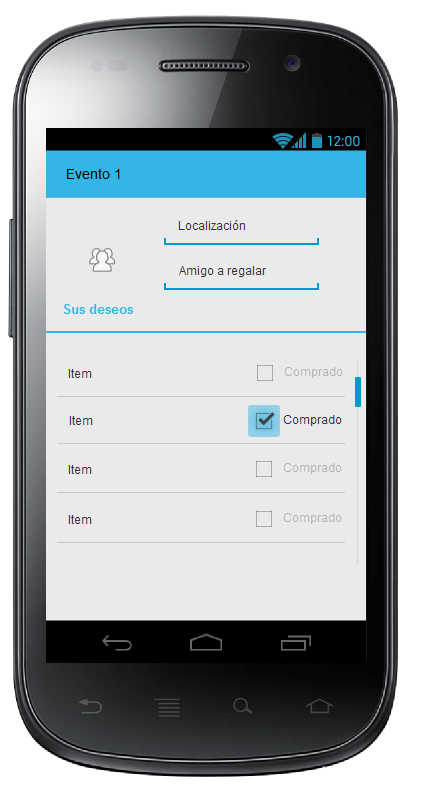 12:00
Evento 1
Localización
Amigo a regalar
Sus deseos
Item Comprado
Item Comprado
Item Comprado
Item Comprado